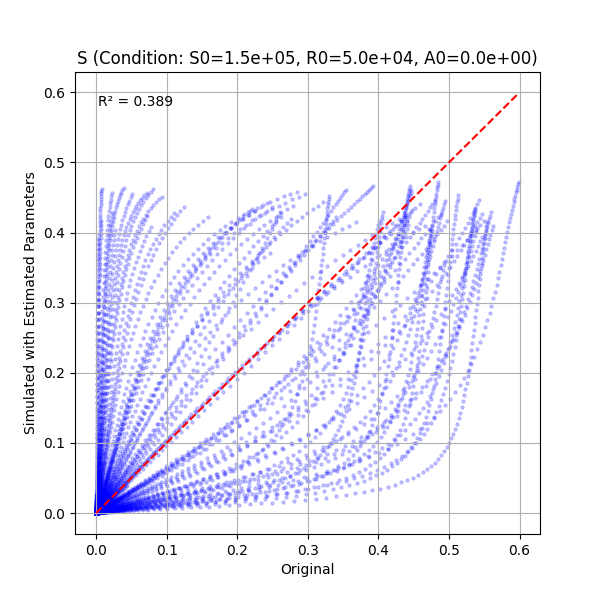 S (Condition: S0=1.5e+05, R0=5.0e+04, A0=0.0e+00)
R² = 0.389
0.6
0.5
0.4
0.3
0.2
0.1
0.0
Simulated with Estimated Parameters
0.0 0.1 0.2 0.3 0.4 0.5 0.6
Original